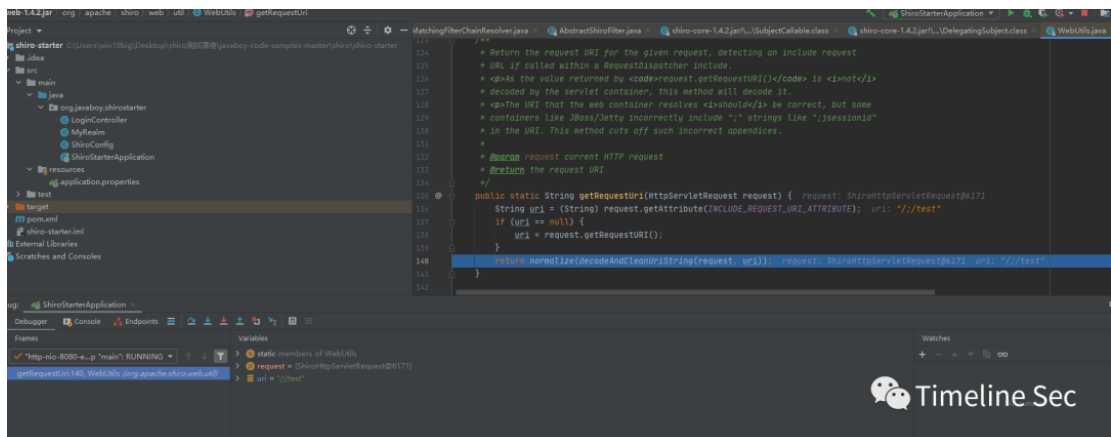 web-1.4.2.jar org apache shiro web util WebUtils getRequestUri
ShiroStarterApplication
Project
MatchingFilterChainResolver.java AbstractShiroFilter.java shiro-core-1.4.2.jar!\...\SubjectCallable.class shiro-core-1.4.2.jar!\...\DelegatingSubject.class WebUtils.java
shiro-starter
.idea
src
main
java
org.javaboy.shirostarter
LoginController
MyRealm
ShiroConfig
ShiroStarterApplication
resources
application.properties
test
target
pom.xml
shiro-starter.iml
External Libraries
Scratches and Consoles
/**
* Return the request URI for the given request, detecting an include request
* URL if called within a RequestDispatcher include.
* <p>As the value returned by <code>request.getRequestURI()</code> is <i>not</i>
* decoded by the servlet container, this method will decode it.
* <p>The URI that the web container resolves <i>should</i> be correct, but some
* containers like JBoss/Jetty incorrectly include ";" strings like ";jsessionid"
* in the URI. This method cuts off such incorrect appendices.
*
* @param request current HTTP request
* @return the request URI
*/
135 @ public static String getRequestUri(HttpServletRequest request) { request: ShiroHttpServletRequest@6171
136 String uri = (String) request.getAttribute(INCLUDE_REQUEST_URI_ATTRIBUTE); uri: "/;/test"
137 if (uri == null) {
138 uri = request.getRequestURI();
139 }
140 return normalize(decodeAndCleanUriString(request, uri)); request: ShiroHttpServletRequest@6171 uri: "/;/test"
141 }
142
ShiroStarterApplication
Debugger Console Endpoints
Frames Variables Watches
"http-nio-8080-e...p "main": RUNNING
getRequestUri:140, WebUtils (org.apache.shiro.web.util)
static members of WebUtils
request = {ShiroHttpServletRequest@6171}
uri = "/;/test"
Timeline Sec